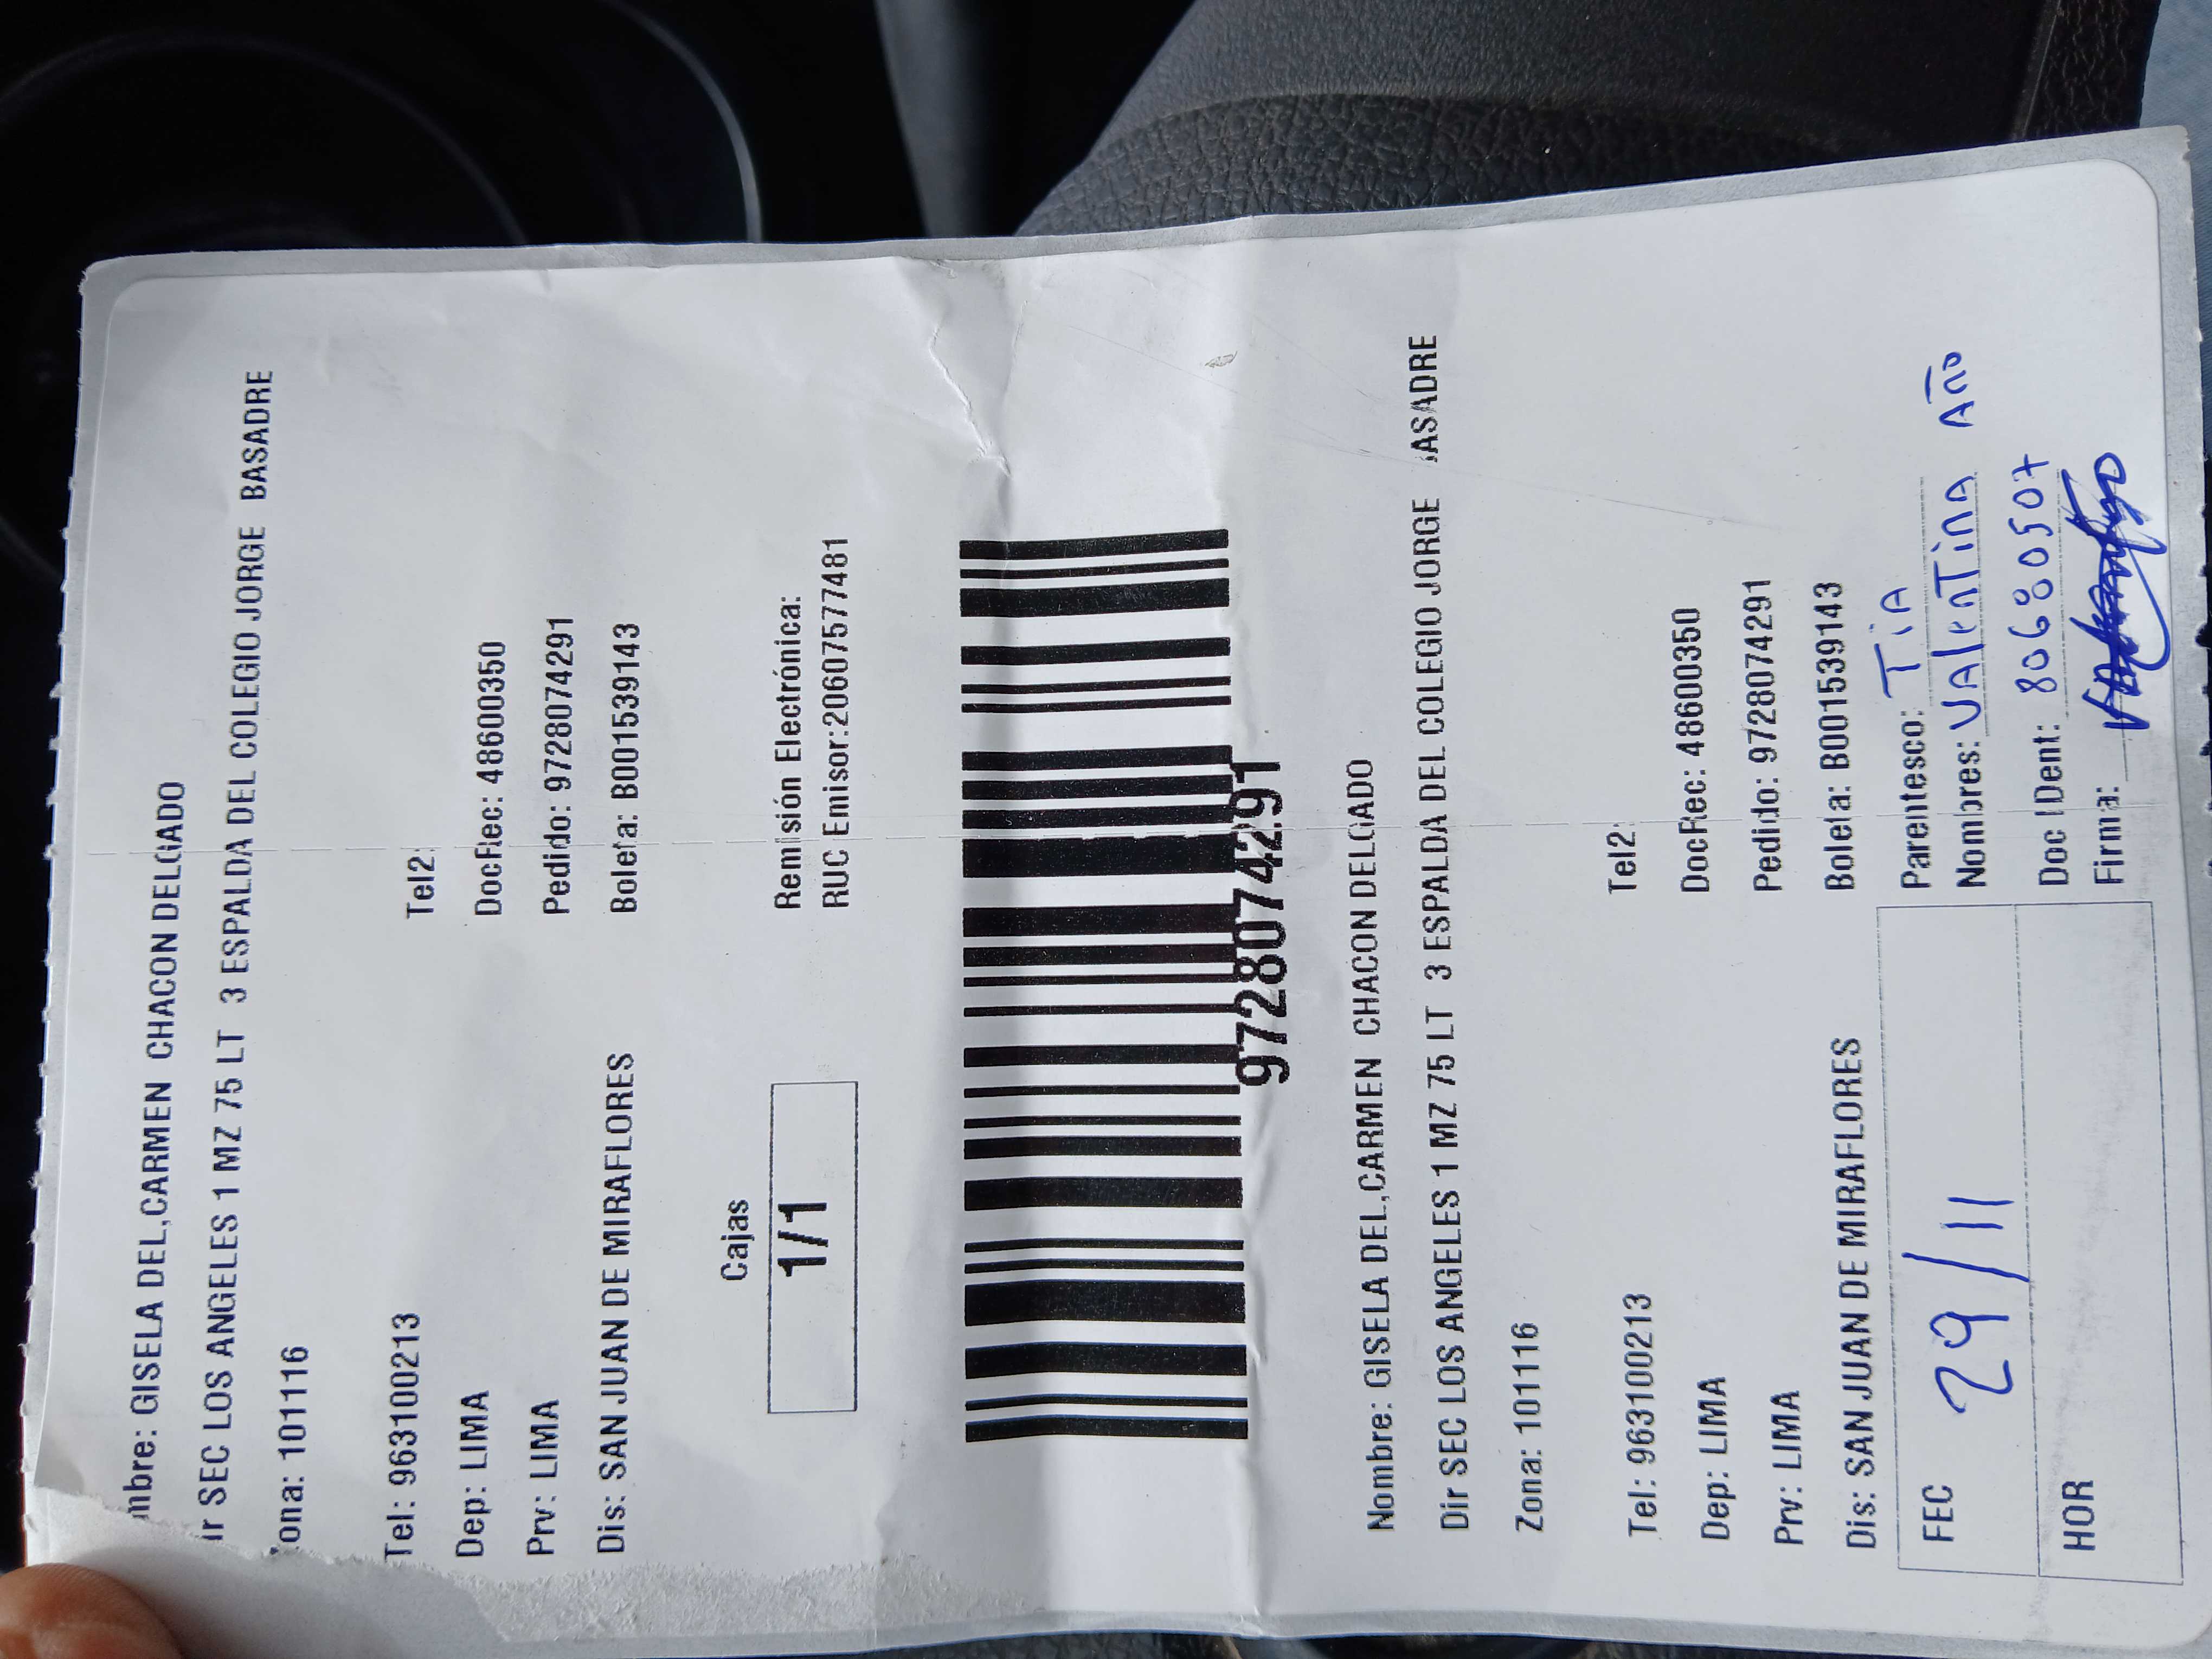 mbre: GISELA DEL,CARMEN CHACON DELGADO
ir SEC LOS ANGELES 1 MZ 75 LT 3 ESPALDA DEL COLEGIO JORGE BASADRE
ona: 101116
Tel: 963100213 Tel2:
Dep: LIMA DocRec: 48600350
Prv: LIMA Pedido: 9728074291
Dis: SAN JUAN DE MIRAFLORES Boleta: B001539143
Cajas
1/1
Remisión Electrónica:
RUC Emisor:20607577481
9728074291
Nombre: GISELA DEL,CARMEN CHACON DELGADO
Dir SEC LOS ANGELES 1 MZ 75 LT 3 ESPALDA DEL COLEGIO JORGE ASADRE
Zona: 101116
Tel: 963100213 Tel2:
Dep: LIMA DocRec: 48600350
Prv: LIMA Pedido: 9728074291
Dis: SAN JUAN DE MIRAFLORES Boleta: B001539143
FEC 29/11
HOR
Parentesco: TiA
Nombres: VAlenTinA Año
Doc Ident: 80680507
Firma: